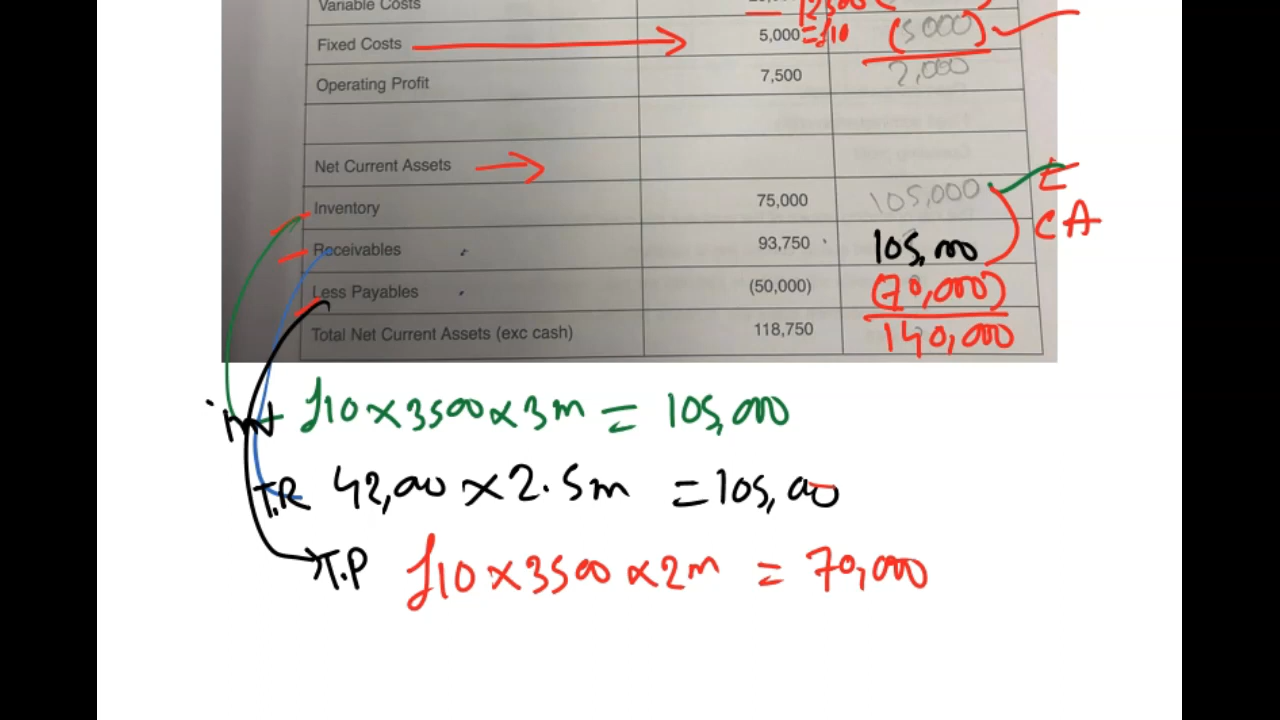 Variable Costs
Fixed Costs 5,000 =£10 (5000)
Operating Profit 7,500 2,000
Net Current Assets
Inventory 75,000 105,000
CA
Receivables 93,750 105,000
Less Payables (50,000) (70,000)
Total Net Current Assets (exc cash) 118,750 140,000
inv £10 × 3500 × 3m = 105,000
T.R 42,000 × 2.5m = 105,000
T.P £10 × 3500 × 2m = 70,000